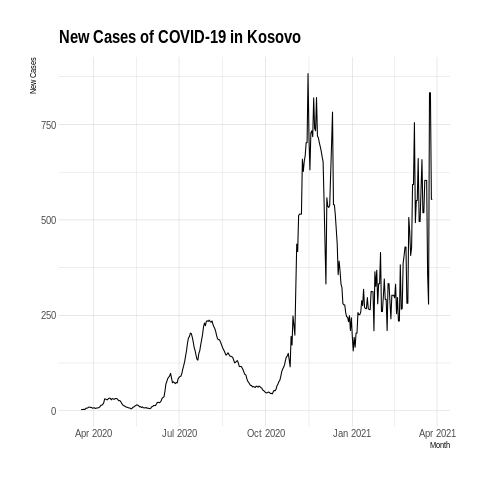 New Cases of COVID-19 in Kosovo
New Cases
750
500
250
0
Apr 2020
Jul 2020
Oct 2020
Jan 2021
Apr 2021
Month